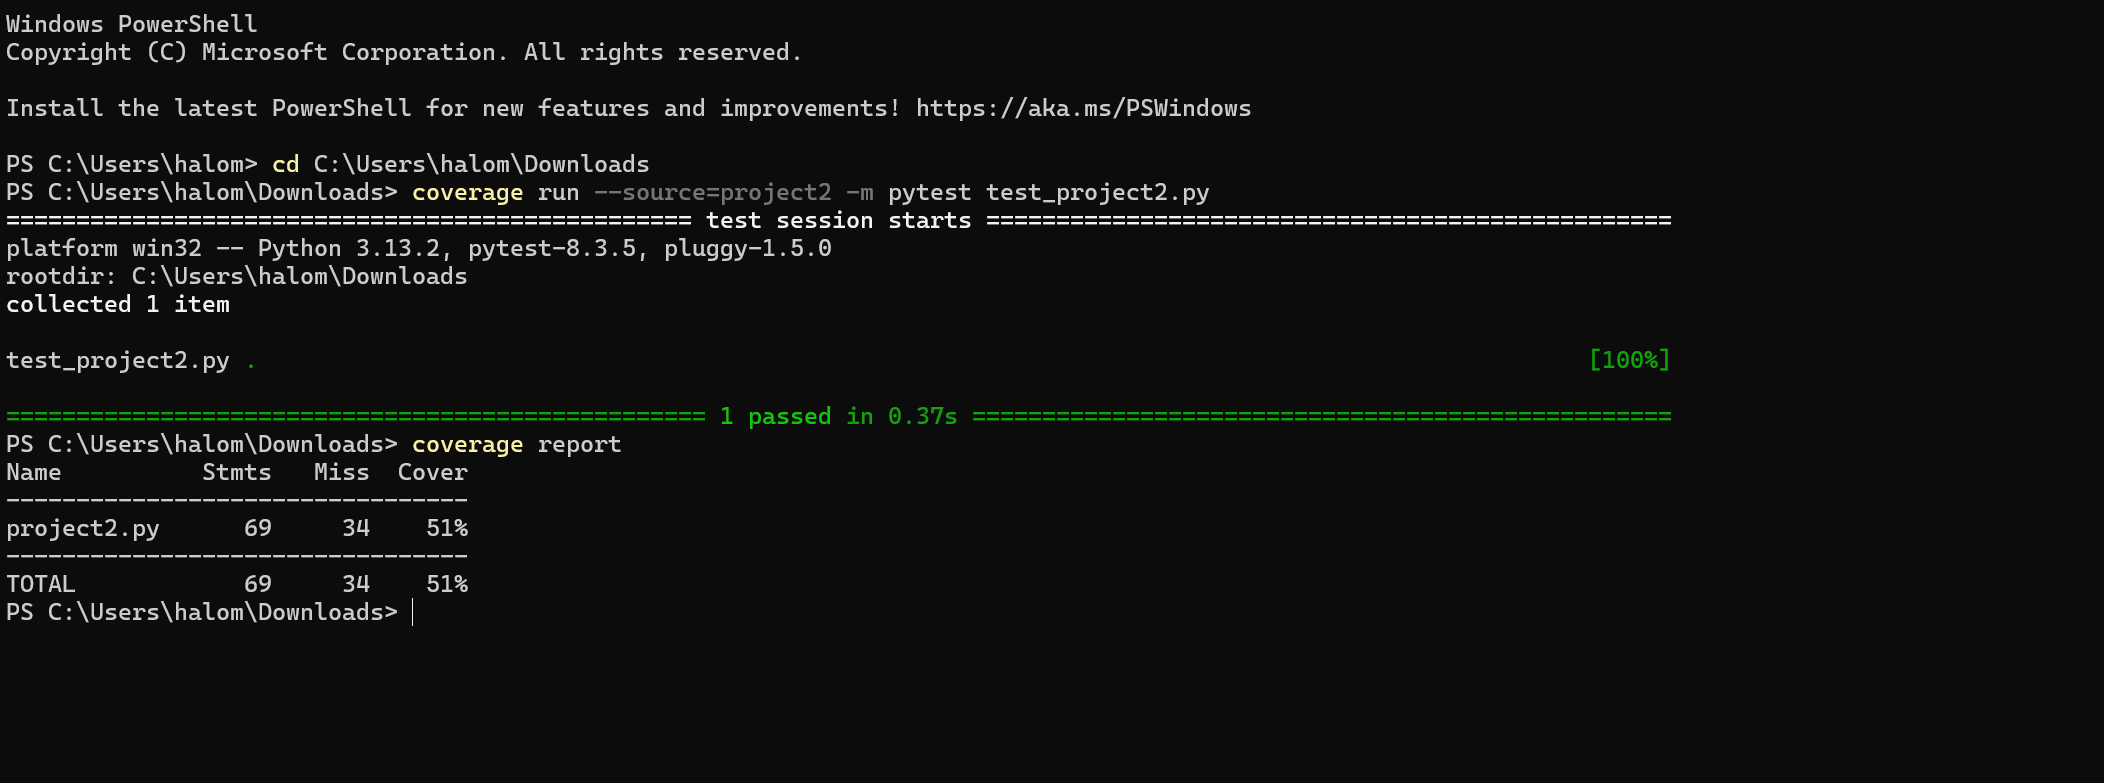 Windows PowerShell
Copyright (C) Microsoft Corporation. All rights reserved.
Install the latest PowerShell for new features and improvements! https://aka.ms/PSWindows
PS C:\Users\halom> cd C:\Users\halom\Downloads
PS C:\Users\halom\Downloads> coverage run --source=project2 -m pytest test_project2.py
================================================= test session starts =================================================
platform win32 -- Python 3.13.2, pytest-8.3.5, pluggy-1.5.0
rootdir: C:\Users\halom\Downloads
collected 1 item
test_project2.py .                                                                                               [100%]
================================================== 1 passed in 0.37s ==================================================
PS C:\Users\halom\Downloads> coverage report
Name          Stmts   Miss  Cover
---------------------------------
project2.py      69     34    51%
---------------------------------
TOTAL            69     34    51%
PS C:\Users\halom\Downloads>